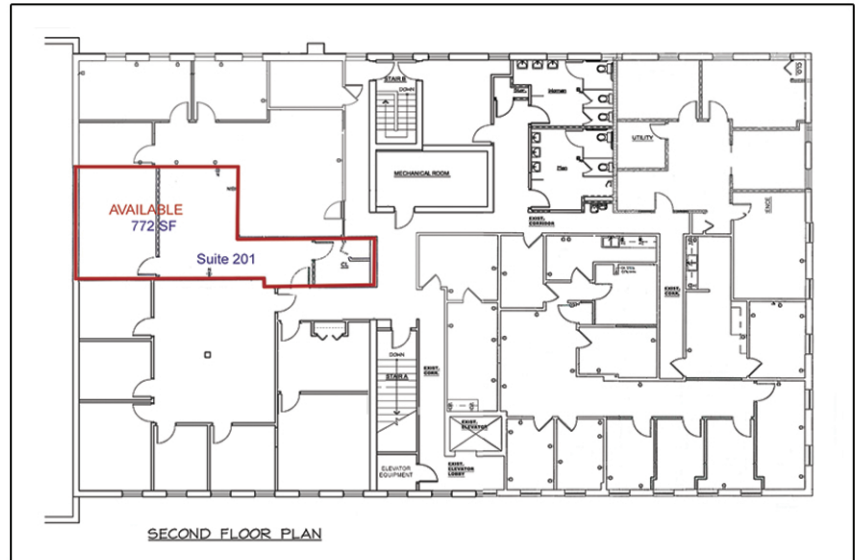 STAIR B
DOWN
Women
UTILITY
MECHANICAL ROOM
Men
AVAILABLE
772 SF
EXIST.
CORRIDOR
Suite 201
CL
EXIST.
CORR.
DOWN
STAIR A
EXIST.
CORR.
EXIST.
ELEVATOR
EXIST.
ELEVATOR
LOBBY
ELEVATOR
EQUIPMENT
SECOND FLOOR PLAN